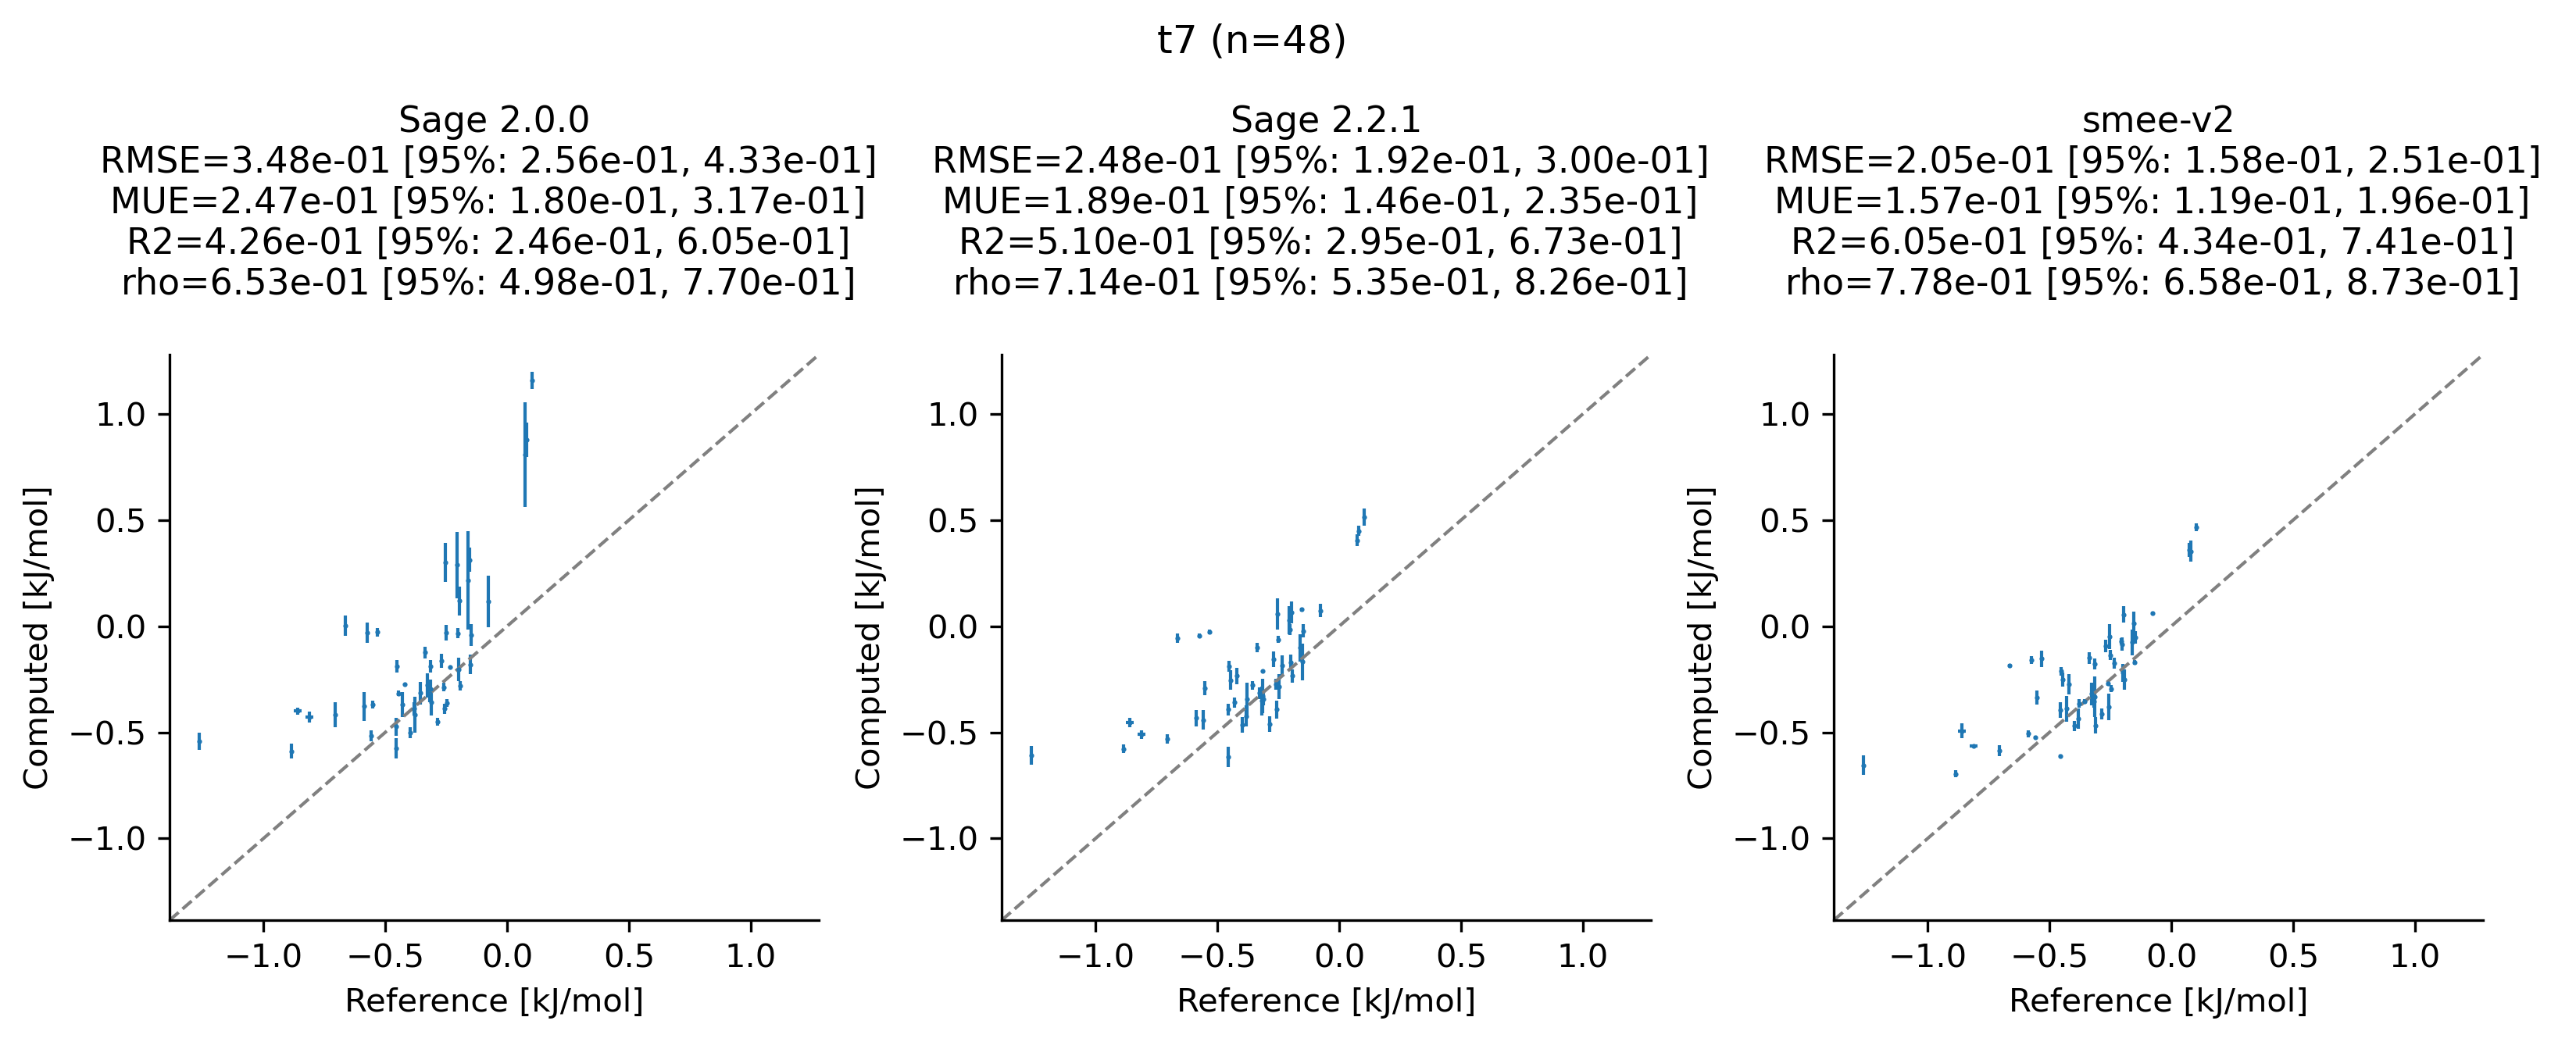 t7 (n=48)
Sage 2.0.0
RMSE=3.48e-01 [95%: 2.56e-01, 4.33e-01]
MUE=2.47e-01 [95%: 1.80e-01, 3.17e-01]
R2=4.26e-01 [95%: 2.46e-01, 6.05e-01]
rho=6.53e-01 [95%: 4.98e-01, 7.70e-01]
1.0
0.5
0.0
−0.5
−1.0
Computed [kJ/mol]
−1.0 −0.5 0.0 0.5 1.0
Reference [kJ/mol]
Sage 2.2.1
RMSE=2.48e-01 [95%: 1.92e-01, 3.00e-01]
MUE=1.89e-01 [95%: 1.46e-01, 2.35e-01]
R2=5.10e-01 [95%: 2.95e-01, 6.73e-01]
rho=7.14e-01 [95%: 5.35e-01, 8.26e-01]
1.0
0.5
0.0
−0.5
−1.0
Computed [kJ/mol]
−1.0 −0.5 0.0 0.5 1.0
Reference [kJ/mol]
smee-v2
RMSE=2.05e-01 [95%: 1.58e-01, 2.51e-01]
MUE=1.57e-01 [95%: 1.19e-01, 1.96e-01]
R2=6.05e-01 [95%: 4.34e-01, 7.41e-01]
rho=7.78e-01 [95%: 6.58e-01, 8.73e-01]
1.0
0.5
0.0
−0.5
−1.0
Computed [kJ/mol]
−1.0 −0.5 0.0 0.5 1.0
Reference [kJ/mol]